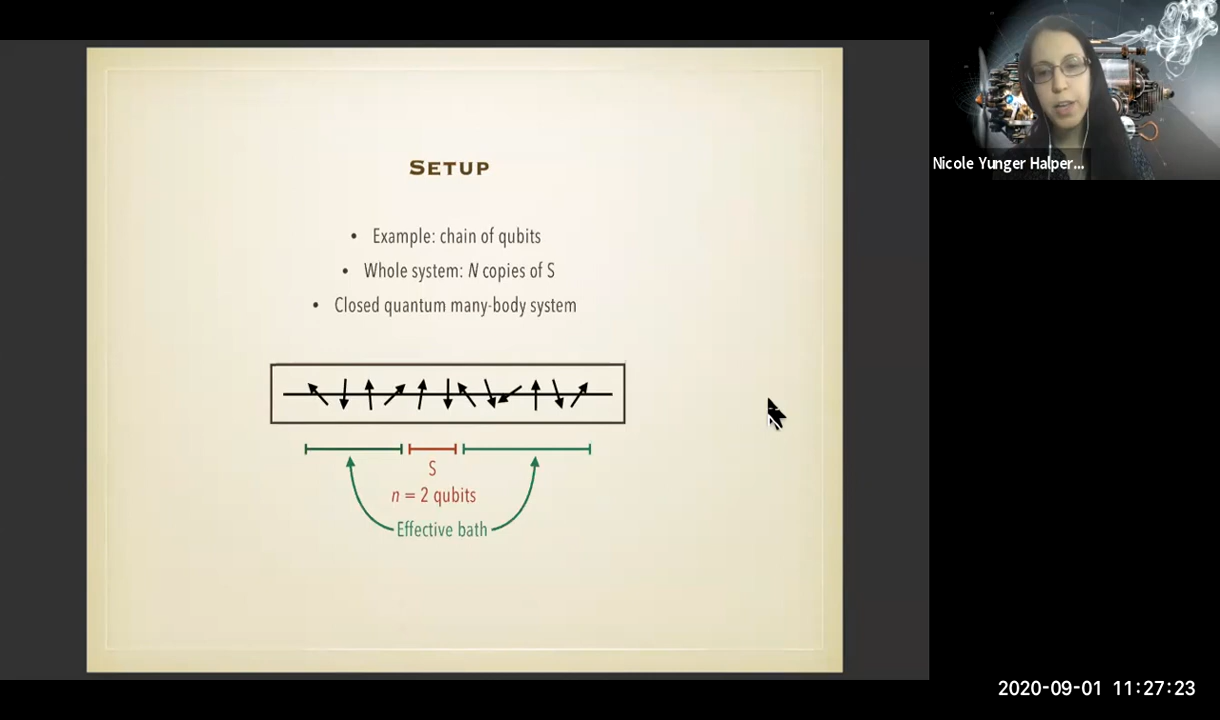 SETUP
• Example: chain of qubits
• Whole system: N copies of S
• Closed quantum many-body system
S
n = 2 qubits
Effective bath
Nicole Yunger Halper...
2020-09-01 11:27:23